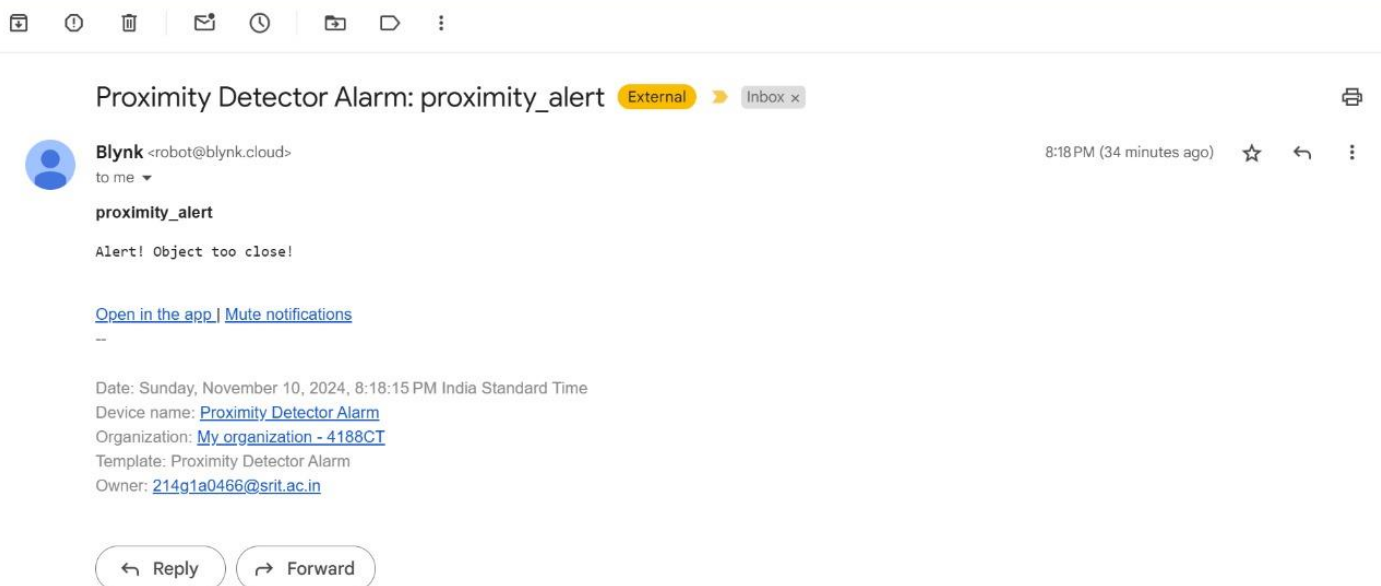 Proximity Detector Alarm: proximity_alert External Inbox ×
Blynk <robot@blynk.cloud> 8:18 PM (34 minutes ago)
to me
proximity_alert
Alert! Object too close!
Open in the app | Mute notifications
--
Date: Sunday, November 10, 2024, 8:18:15 PM India Standard Time
Device name: Proximity Detector Alarm
Organization: My organization - 4188CT
Template: Proximity Detector Alarm
Owner: 214g1a0466@srit.ac.in
Reply Forward